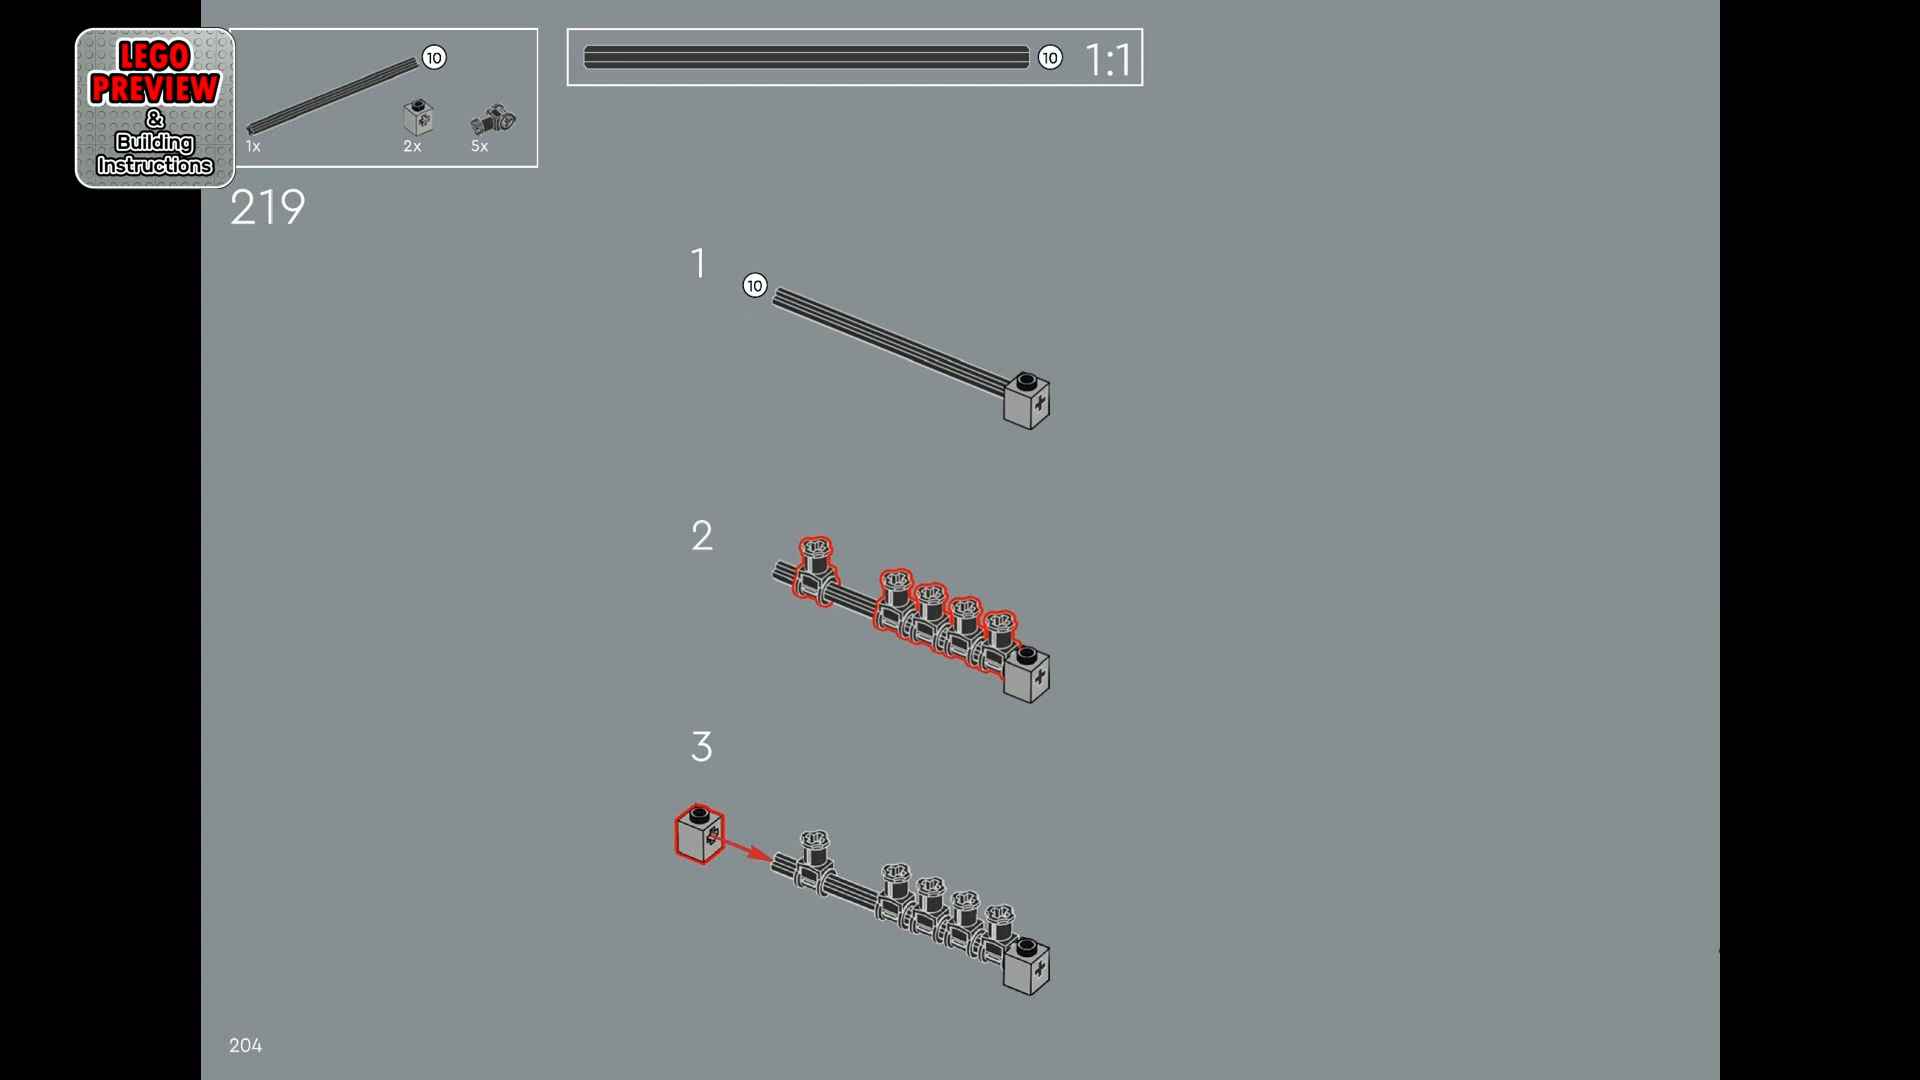 LEGO
PREVIEW
&
Building
Instructions
10
1x
2x
5x
10
1:1
219
1
10
2
3
204